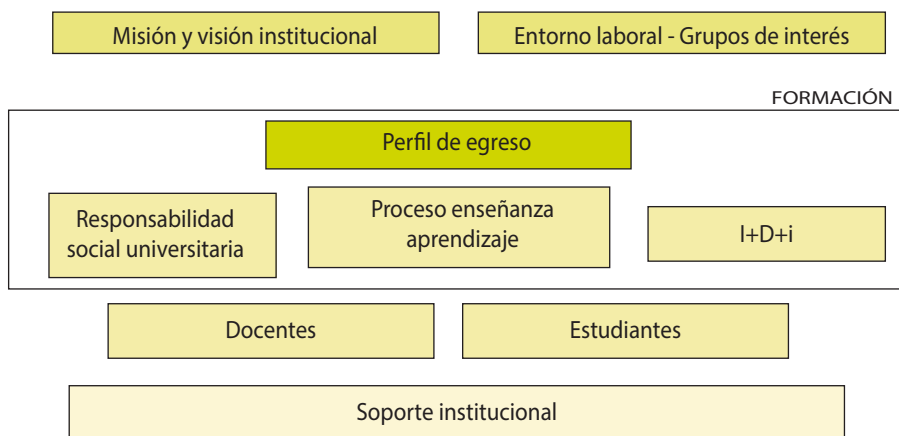 Misión y visión institucional
Entorno laboral - Grupos de interés
FORMACIÓN
Perfil de egreso
Responsabilidad
social universitaria
Proceso enseñanza
aprendizaje
I+D+i
Docentes
Estudiantes
Soporte institucional